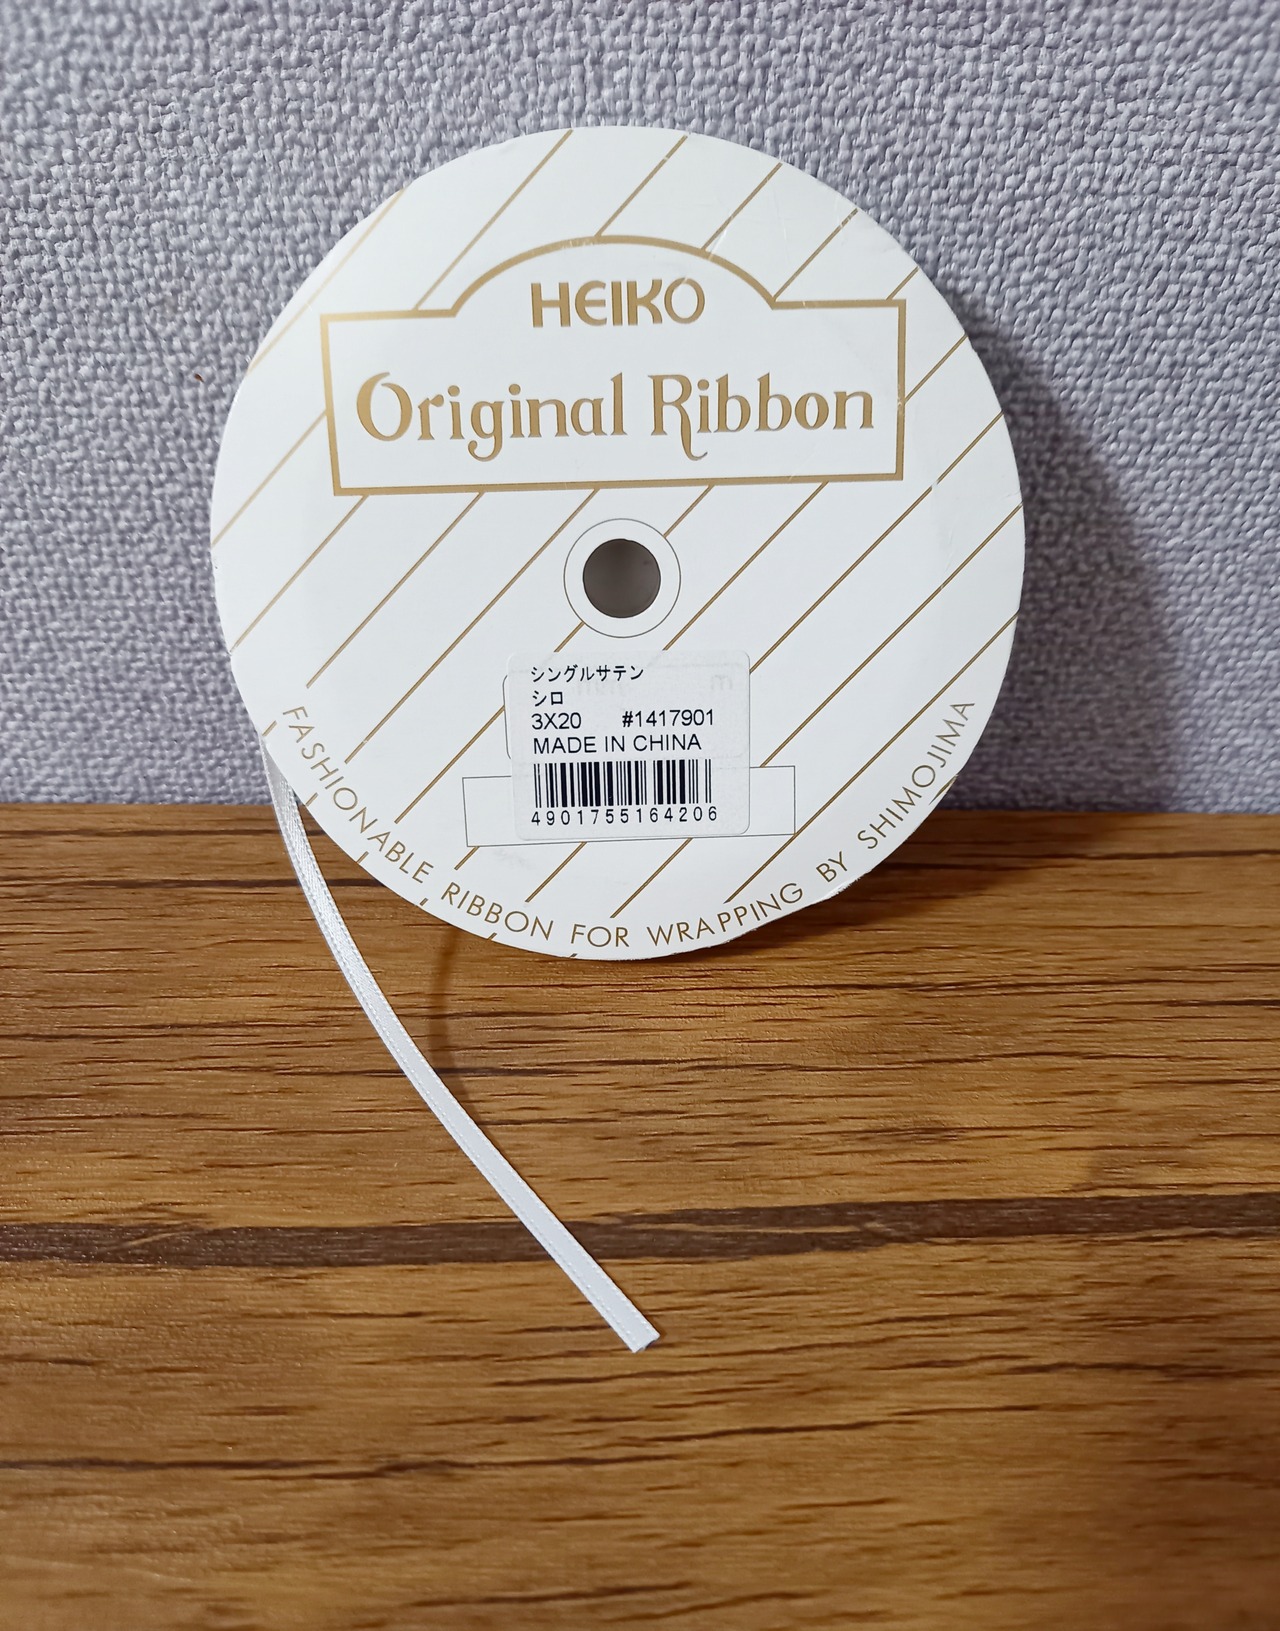 HEIKO
Original Ribbon
シングルサテン
シロ
3X20 #1417901
MADE IN CHINA
4901755164206
FASHIONABLE RIBBON FOR WRAPPING BY SHIMOJIMA